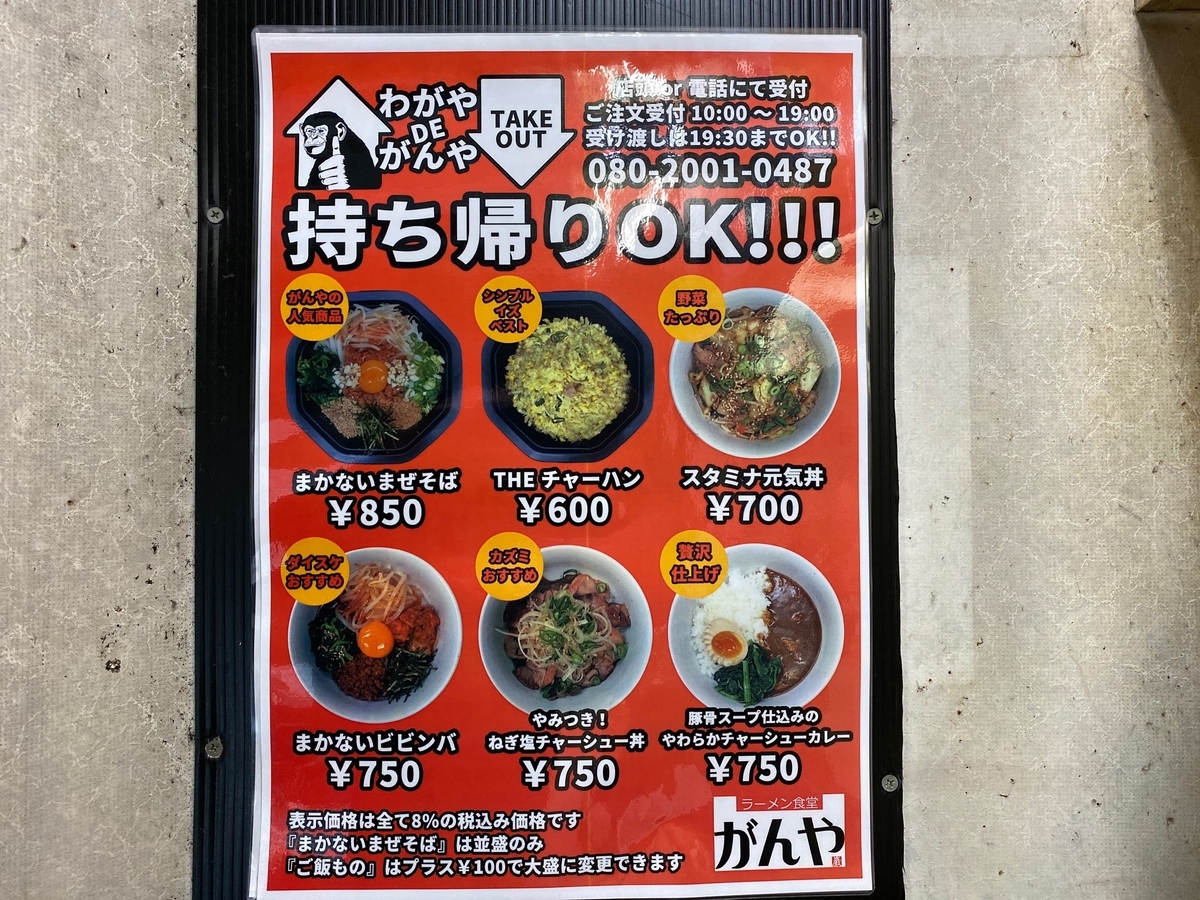 わがや
DE
がんや
TAKE
OUT
店頭 or 電話にて受付
ご注文受付 10:00 〜 19:00
受け渡しは19:30までOK!!
080-2001-0487
持ち帰りOK!!!
がんやの
人気商品
シンプル
イズ
ベスト
野菜
たっぷり
まかないまぜそば
¥850
THE チャーハン
¥600
スタミナ元気丼
¥700
ダイスケ
おすすめ
カズミ
おすすめ
贅沢
仕上げ
まかないビビンバ
¥750
やみつき！
ねぎ塩チャーシュー丼
¥750
豚骨スープ仕込みの
やわらかチャーシューカレー
¥750
表示価格は全て8%の税込み価格です
『まかないまぜそば』は並盛のみ
『ご飯もの』はプラス¥100で大盛に変更できます
ラーメン食堂
がんや